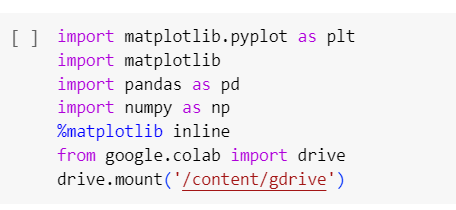 [ ] import matplotlib.pyplot as plt
import matplotlib
import pandas as pd
import numpy as np
%matplotlib inline
from google.colab import drive
drive.mount('/content/gdrive')